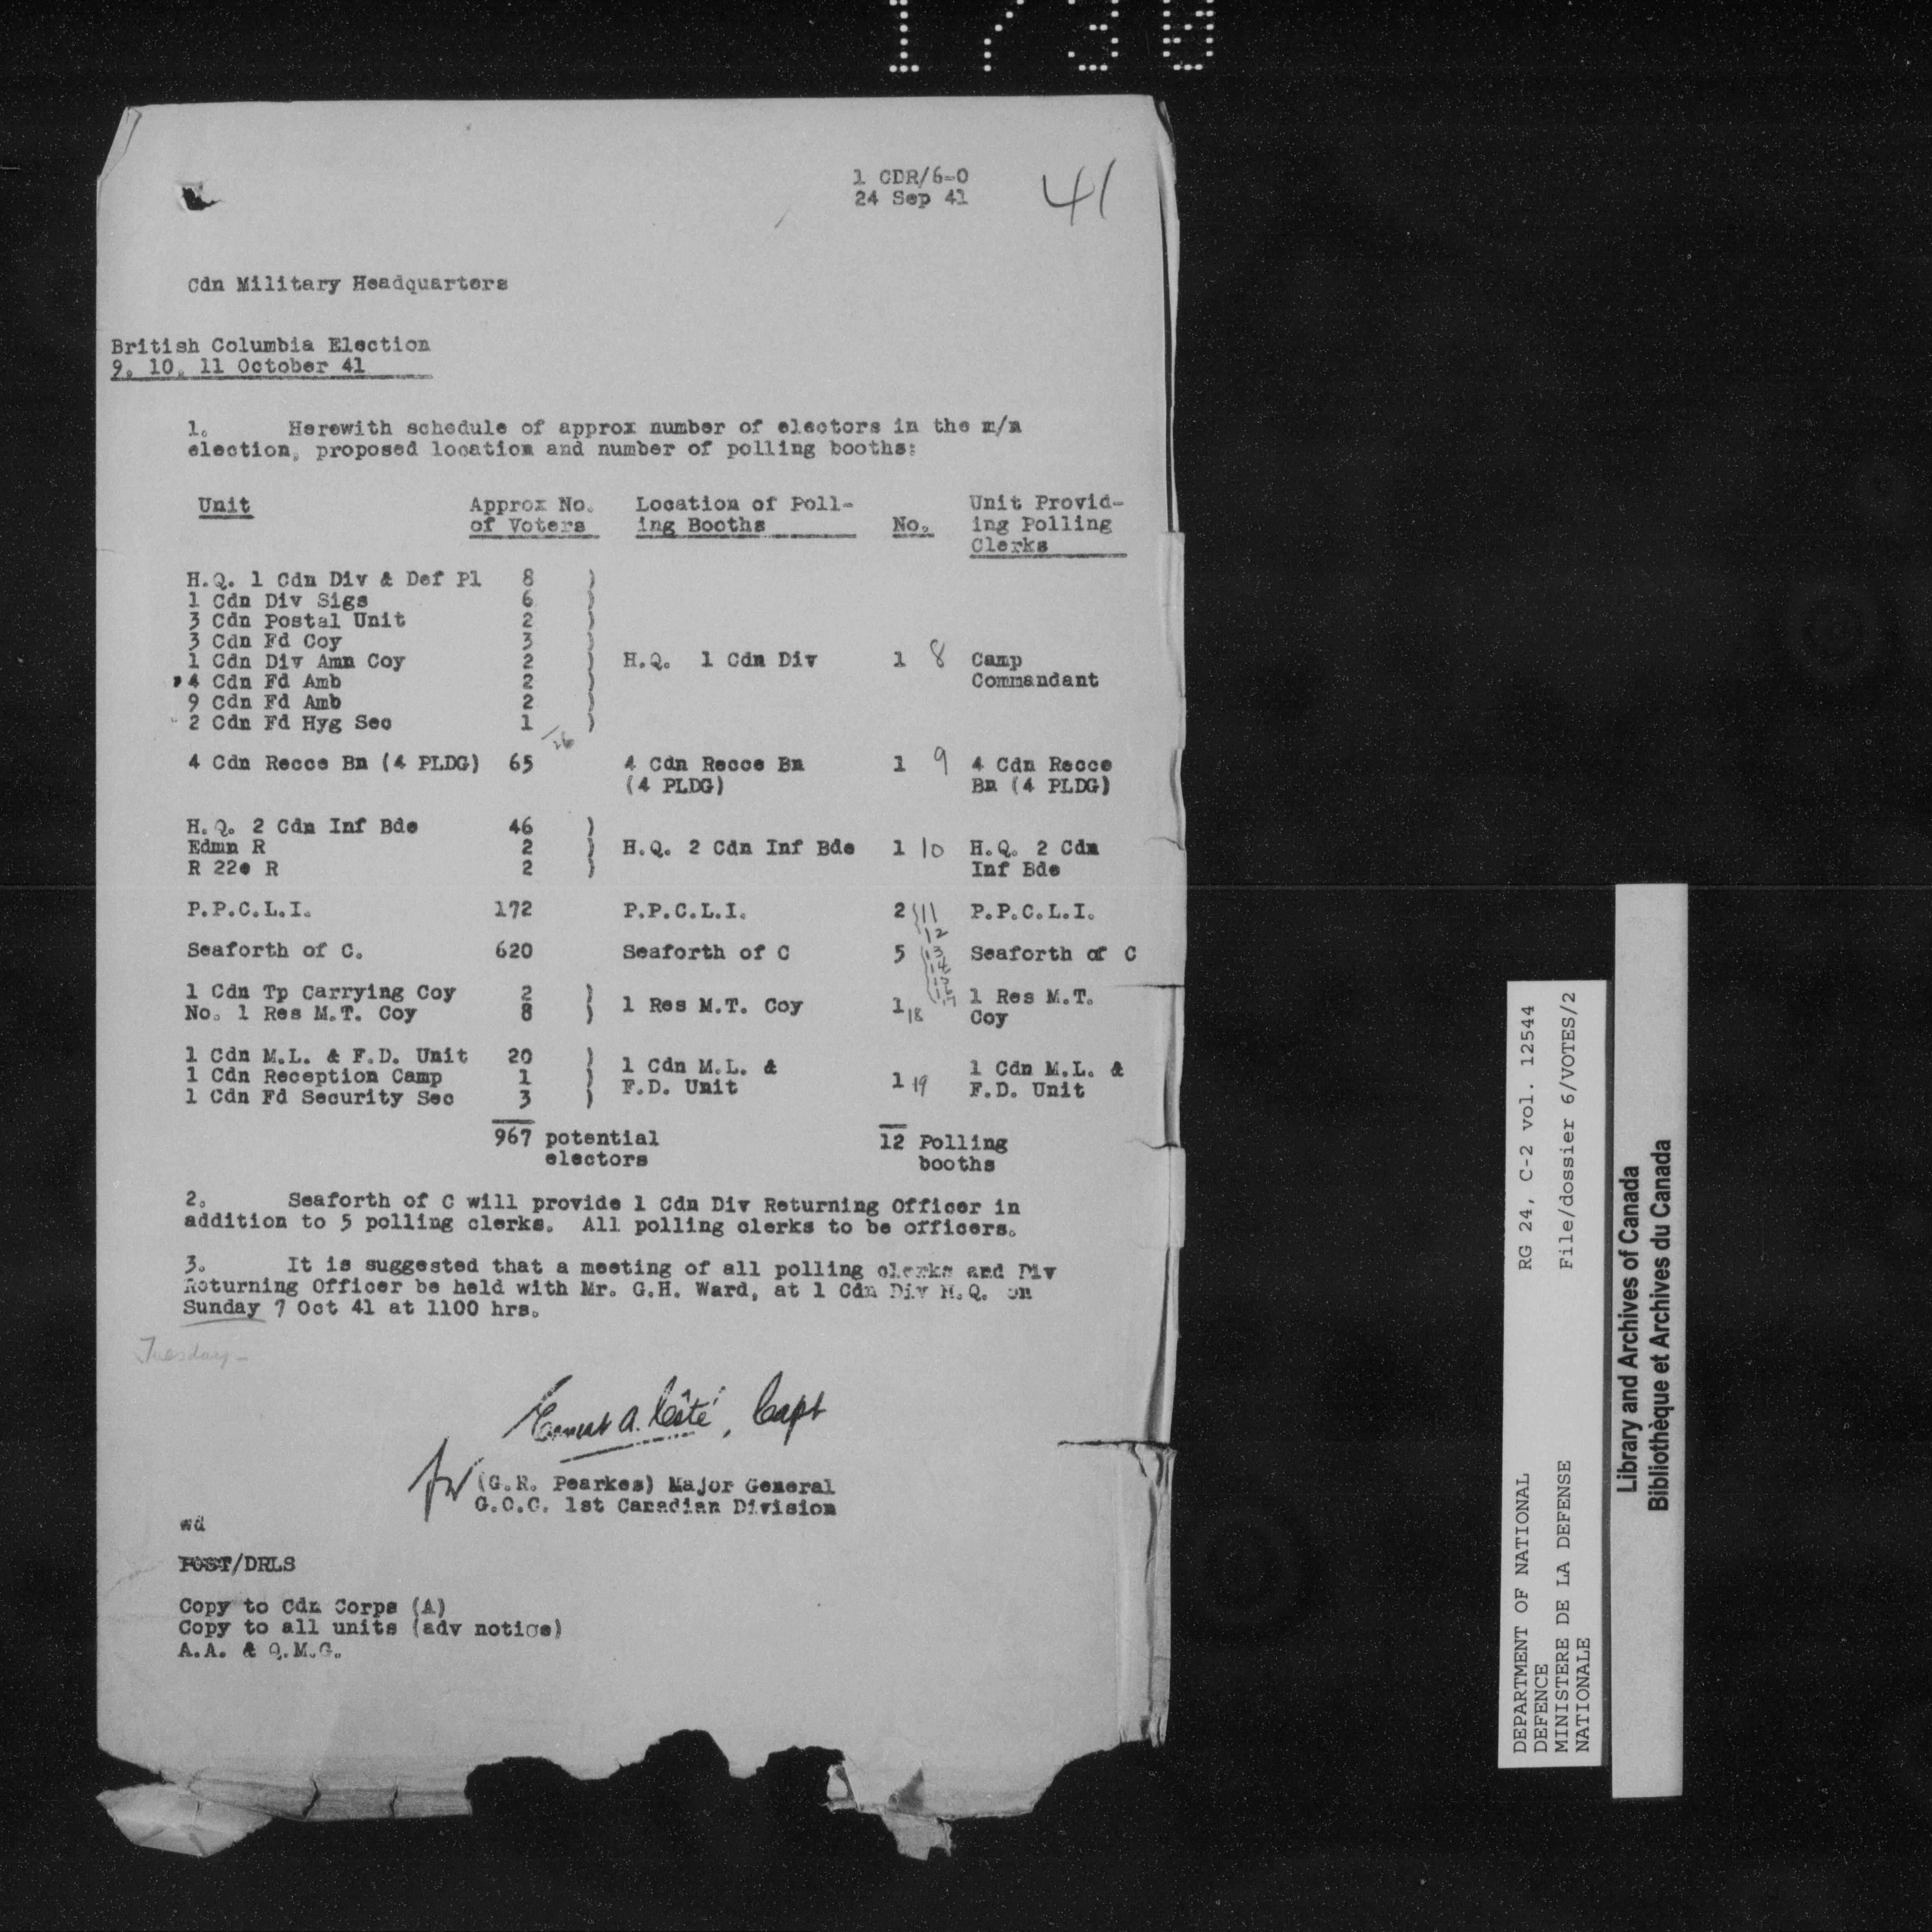 1730
1 CDR/6-0
24 Sep 41
41
Cdn Military Headquarters
British Columbia Election
9, 10, 11 October 41
1. Herewith schedule of approx number of electors in the m/n
election, proposed location and number of polling booths:
Unit Approx No. Location of Poll- Unit Provid-
of Voters ing Booths No. ing Polling
Clerks
H.Q. 1 Cdn Div & Def Pl 8 )
1 Cdn Div Sigs 6 )
3 Cdn Postal Unit 2 )
3 Cdn Fd Coy 3 )
1 Cdn Div Amn Coy 2 ) H.Q. 1 Cdn Div 1 8 Camp
4 Cdn Fd Amb 2 ) Commandant
9 Cdn Fd Amb 2 )
2 Cdn Fd Hyg Sec 1 )
26
4 Cdn Recce Bn (4 PLDG) 65 4 Cdn Recce Bn 1 9 4 Cdn Recce
(4 PLDG) Bn (4 PLDG)
H.Q. 2 Cdn Inf Bde 46 )
Edmn R 2 ) H.Q. 2 Cdn Inf Bde 1 10 H.Q. 2 Cdn
R 22e R 2 ) Inf Bde
P.P.C.L.I. 172 P.P.C.L.I. 2 11 P.P.C.L.I.
12
Seaforth of C. 620 Seaforth of C 5 13 Seaforth of C
14
15
1 Cdn Tp Carrying Coy 2 ) 1 Res M.T. Coy 1 18 1 Res M.T.
No. 1 Res M.T. Coy 8 ) Coy
17
1 Cdn M.L. & F.D. Unit 20 ) 1 Cdn M.L. & 1 Cdn M.L. &
1 Cdn Reception Camp 1 ) F.D. Unit 1 19 F.D. Unit
1 Cdn Fd Security Sec 3 )
967 potential 12 Polling
electors booths
2. Seaforth of C will provide 1 Cdn Div Returning Officer in
addition to 5 polling clerks. All polling clerks to be officers.
3. It is suggested that a meeting of all polling clerks and Div
Returning Officer be held with Mr. G.H. Ward, at 1 Cdn Div H.Q. on
Sunday 7 Oct 41 at 1100 hrs.
Tuesday-
Ernest A. Côté, Capt
for (G.R. Pearkes) Major General
G.O.C. 1st Canadian Division
wd
POST/DRLS
Copy to Cdn Corps (A)
Copy to all units (adv notice)
A.A. & Q.M.G.
DEPARTMENT OF NATIONAL RG 24, C-2 vol. 12544
DEFENCE
MINISTERE DE LA DEFENSE File/dossier 6/VOTES/2
NATIONALE
Library and Archives of Canada
Bibliothèque et Archives du Canada